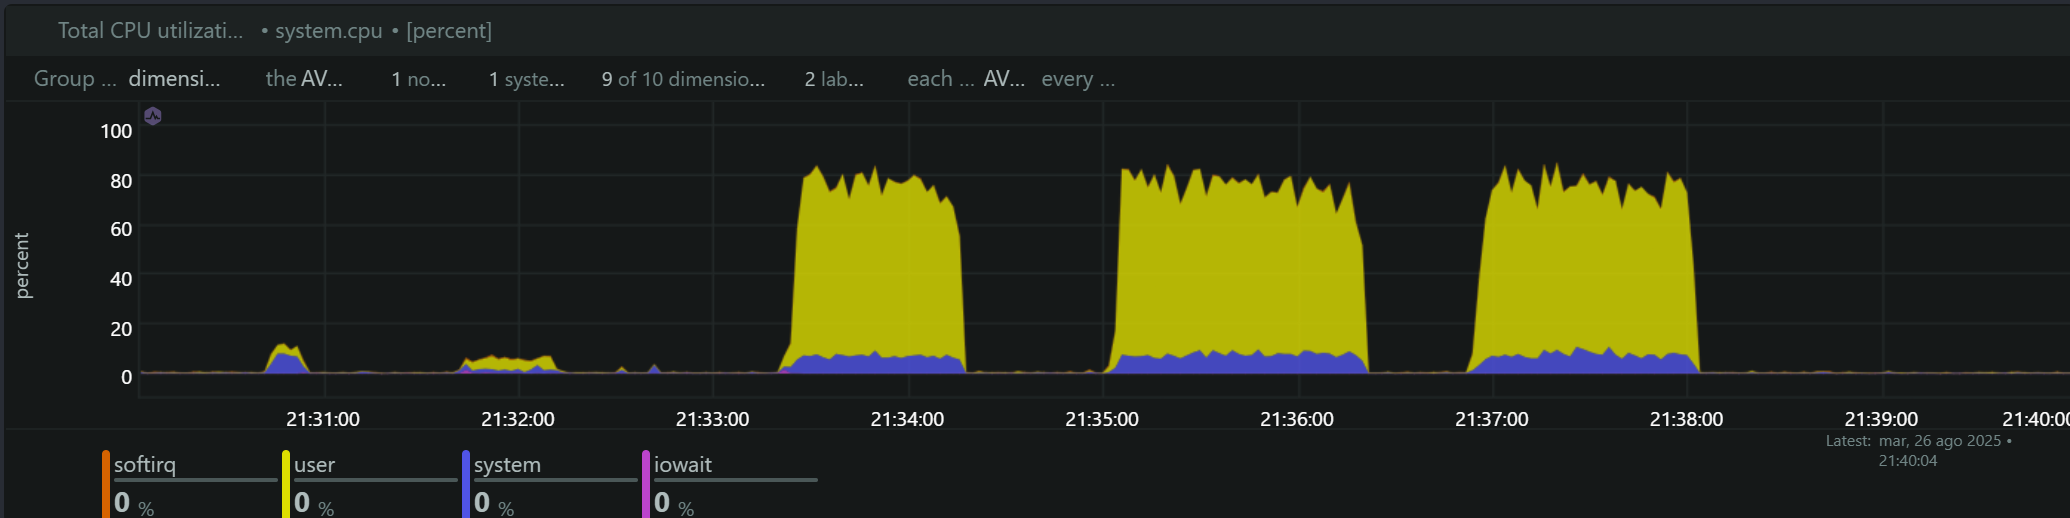 Total CPU utilizati... • system.cpu • [percent]
Group ... dimensi... the AV... 1 no... 1 syste... 9 of 10 dimensio... 2 lab... each ... AV... every ...
100
80
60
40
20
0
percent
21:31:00 21:32:00 21:33:00 21:34:00 21:35:00 21:36:00 21:37:00 21:38:00 21:39:00 21:40:00
Latest: mar, 26 ago 2025 •
21:40:04
softirq user system iowait
0 % 0 % 0 % 0 %